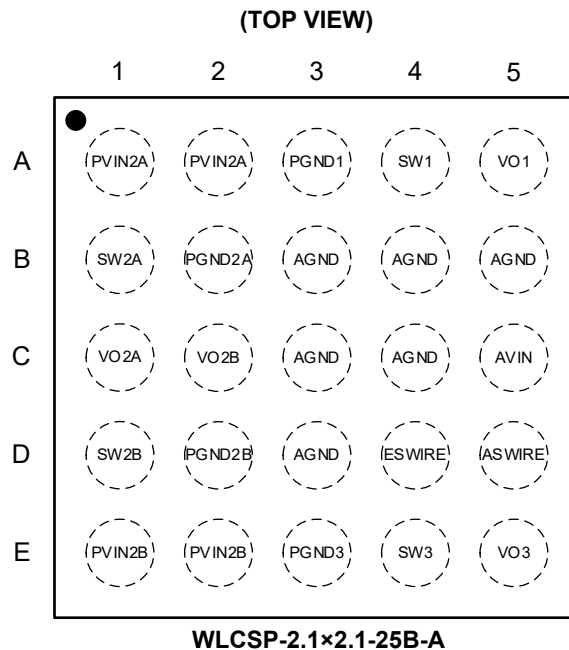 (TOP VIEW)
1 2 3 4 5
A PVIN2A PVIN2A PGND1 SW1 VO1
B SW2A PGND2A AGND AGND AGND
C VO2A VO2B AGND AGND AVIN
D SW2B PGND2B AGND ESWIRE ASWIRE
E PVIN2B PVIN2B PGND3 SW3 VO3
WLCSP-2.1×2.1-25B-A